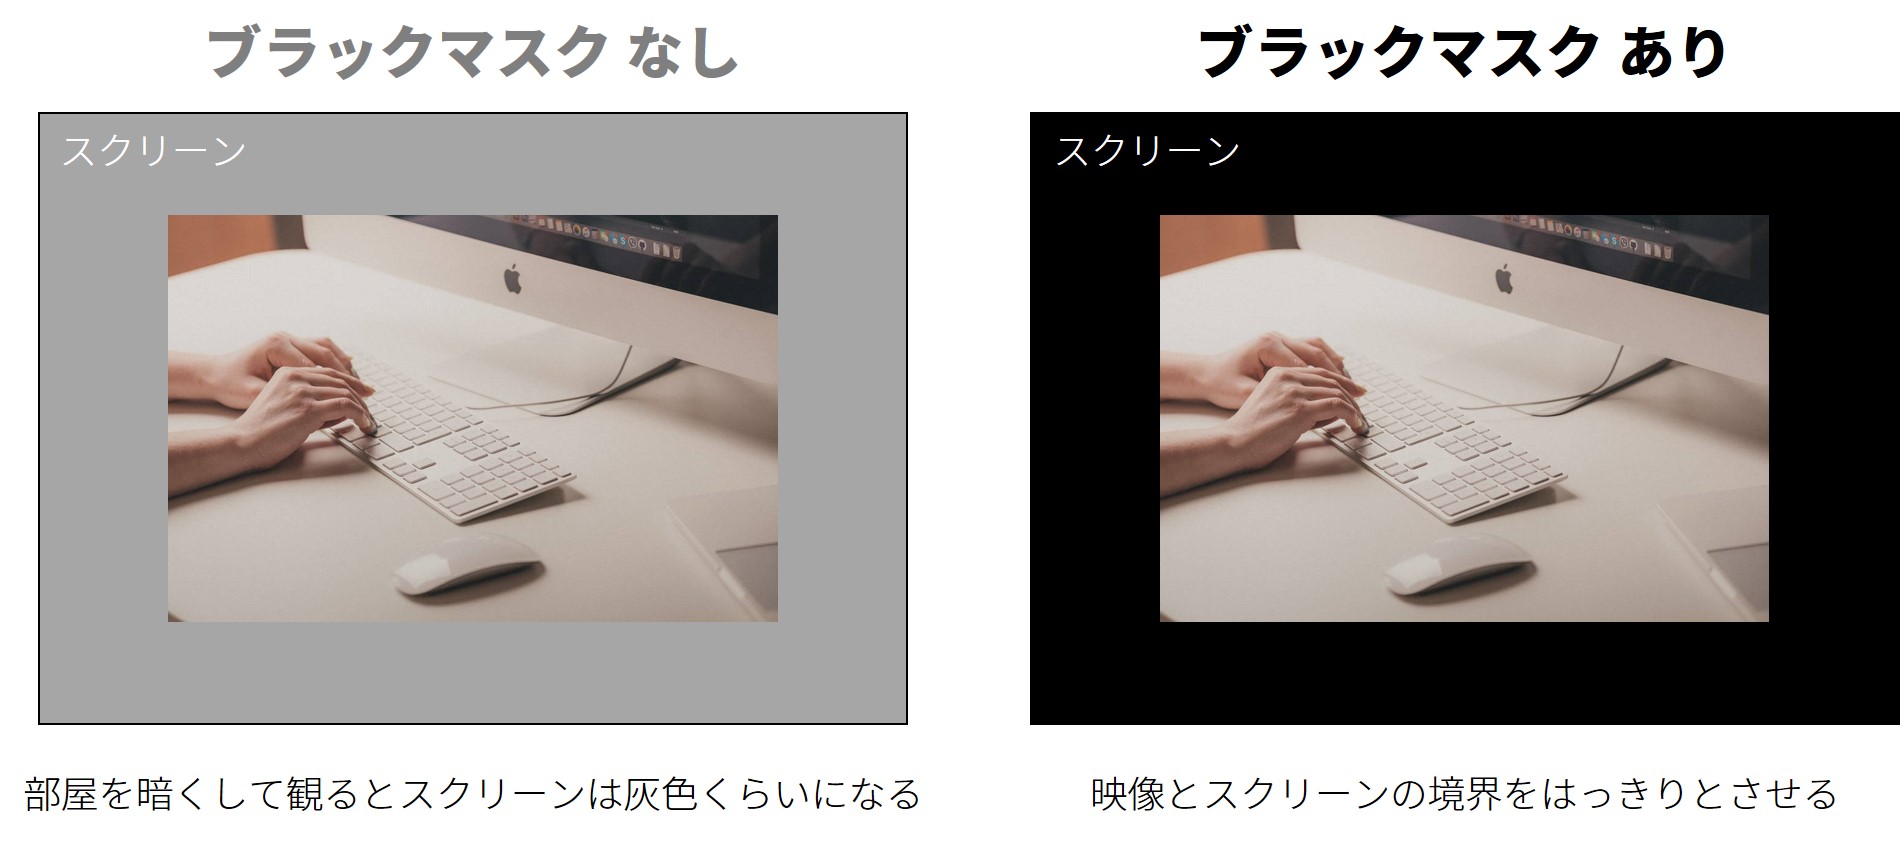 ブラックマスク なし
ブラックマスク あり
スクリーン
スクリーン
部屋を暗くして観るとスクリーンは灰色くらいになる
映像とスクリーンの境界をはっきりとさせる